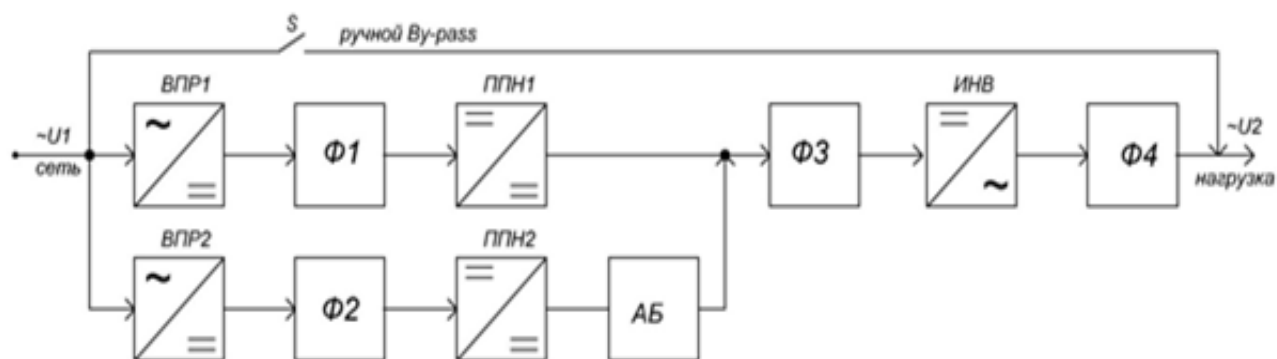 S
ручной By-pass
ВПР1
ППН1
ИНВ
~U1
~U2
сеть
Ф1
Ф3
Ф4
нагрузка
ВПР2
ППН2
Ф2
АБ